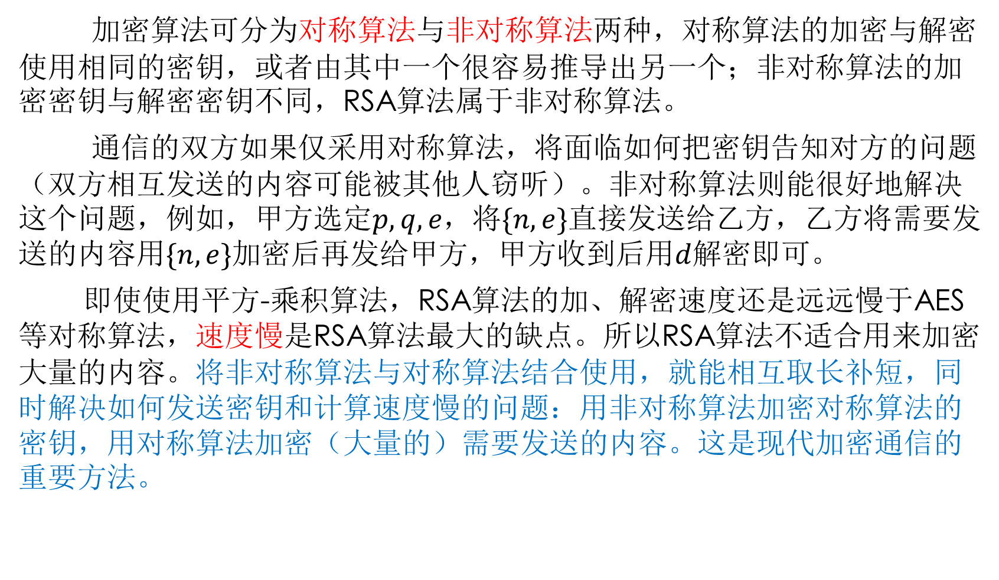 加密算法可分为对称算法与非对称算法两种，对称算法的加密与解密
使用相同的密钥，或者由其中一个很容易推导出另一个；非对称算法的加
密密钥与解密密钥不同，RSA算法属于非对称算法。
通信的双方如果仅采用对称算法，将面临如何把密钥告知对方的问题
（双方相互发送的内容可能被其他人窃听）。非对称算法则能很好地解决
这个问题，例如，甲方选定p, q, e，将{n, e}直接发送给乙方，乙方将需要发
送的内容用{n, e}加密后再发给甲方，甲方收到后用d解密即可。
即使使用平方-乘积算法，RSA算法的加、解密速度还是远远慢于AES
等对称算法，速度慢是RSA算法最大的缺点。所以RSA算法不适合用来加密
大量的内容。将非对称算法与对称算法结合使用，就能相互取长补短，同
时解决如何发送密钥和计算速度慢的问题：用非对称算法加密对称算法的
密钥，用对称算法加密（大量的）需要发送的内容。这是现代加密通信的
重要方法。